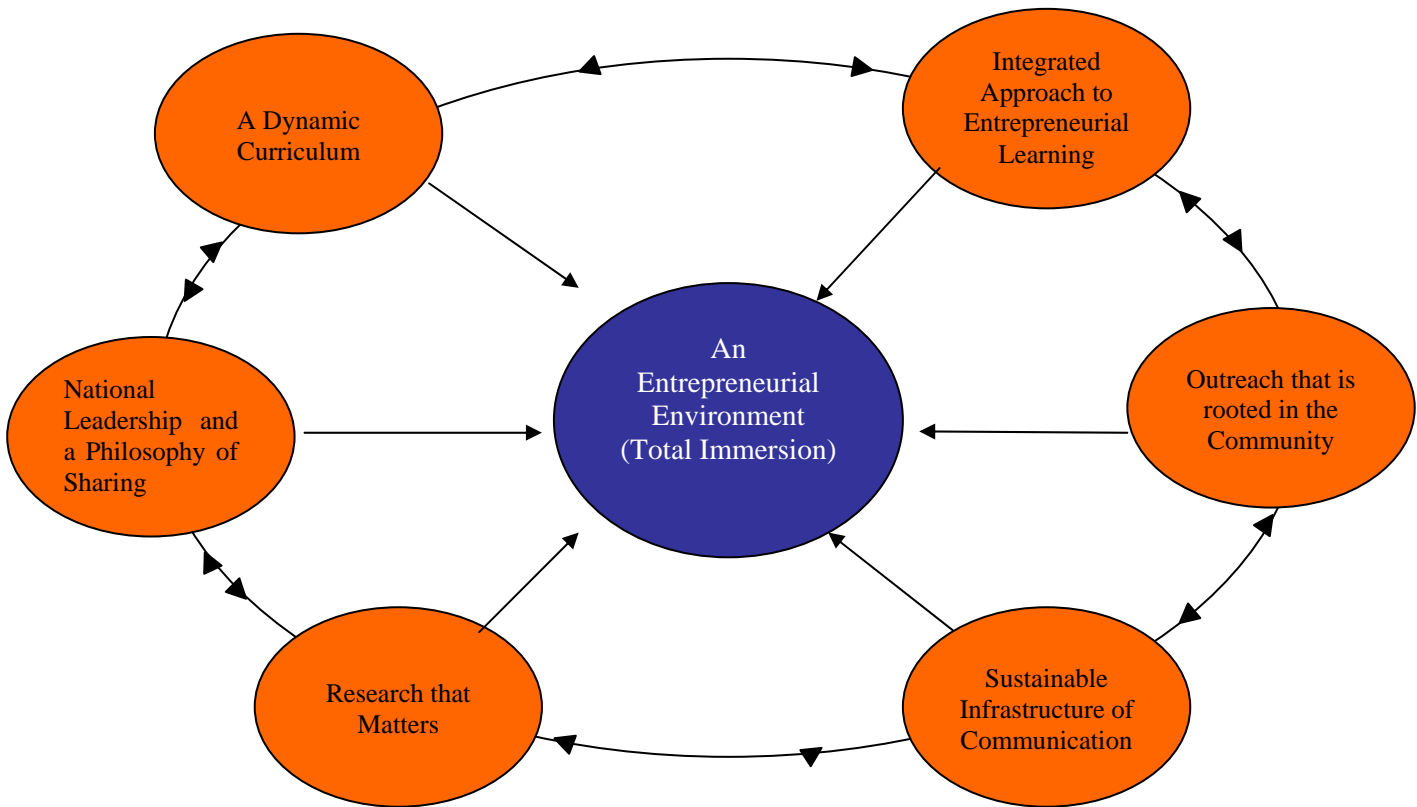 A Dynamic
Curriculum
Integrated
Approach to
Entrepreneurial
Learning
National
Leadership and
a Philosophy of
Sharing
An
Entrepreneurial
Environment
(Total Immersion)
Outreach that is
rooted in the
Community
Research that
Matters
Sustainable
Infrastructure of
Communication